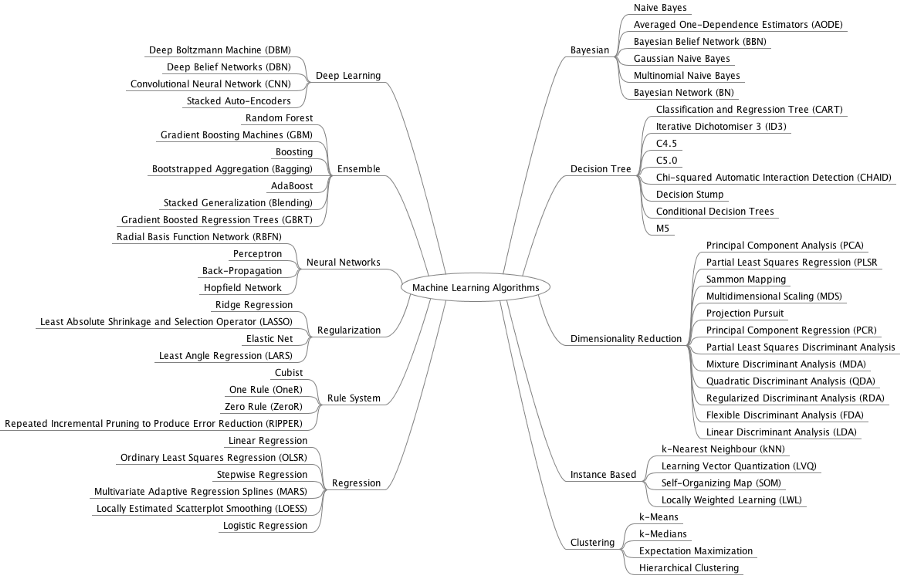 Machine Learning Algorithms
Deep Learning
Deep Boltzmann Machine (DBM)
Deep Belief Networks (DBN)
Convolutional Neural Network (CNN)
Stacked Auto-Encoders
Ensemble
Random Forest
Gradient Boosting Machines (GBM)
Boosting
Bootstrapped Aggregation (Bagging)
AdaBoost
Stacked Generalization (Blending)
Gradient Boosted Regression Trees (GBRT)
Neural Networks
Radial Basis Function Network (RBFN)
Perceptron
Back-Propagation
Hopfield Network
Regularization
Ridge Regression
Least Absolute Shrinkage and Selection Operator (LASSO)
Elastic Net
Least Angle Regression (LARS)
Rule System
Cubist
One Rule (OneR)
Zero Rule (ZeroR)
Repeated Incremental Pruning to Produce Error Reduction (RIPPER)
Regression
Linear Regression
Ordinary Least Squares Regression (OLSR)
Stepwise Regression
Multivariate Adaptive Regression Splines (MARS)
Locally Estimated Scatterplot Smoothing (LOESS)
Logistic Regression
Bayesian
Naive Bayes
Averaged One-Dependence Estimators (AODE)
Bayesian Belief Network (BBN)
Gaussian Naive Bayes
Multinomial Naive Bayes
Bayesian Network (BN)
Decision Tree
Classification and Regression Tree (CART)
Iterative Dichotomiser 3 (ID3)
C4.5
C5.0
Chi-squared Automatic Interaction Detection (CHAID)
Decision Stump
Conditional Decision Trees
M5
Dimensionality Reduction
Principal Component Analysis (PCA)
Partial Least Squares Regression (PLSR
Sammon Mapping
Multidimensional Scaling (MDS)
Projection Pursuit
Principal Component Regression (PCR)
Partial Least Squares Discriminant Analysis
Mixture Discriminant Analysis (MDA)
Quadratic Discriminant Analysis (QDA)
Regularized Discriminant Analysis (RDA)
Flexible Discriminant Analysis (FDA)
Linear Discriminant Analysis (LDA)
Instance Based
k-Nearest Neighbour (kNN)
Learning Vector Quantization (LVQ)
Self-Organizing Map (SOM)
Locally Weighted Learning (LWL)
Clustering
k-Means
k-Medians
Expectation Maximization
Hierarchical Clustering